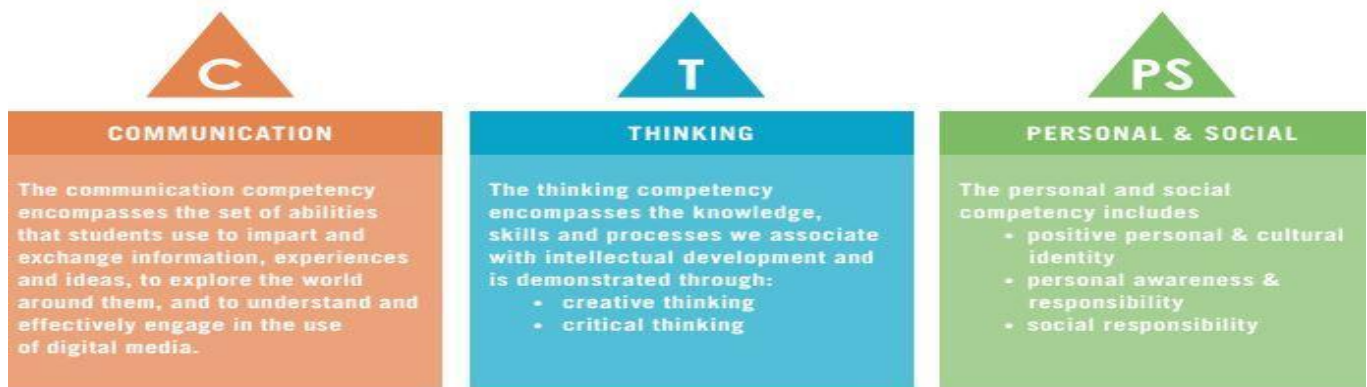 C
COMMUNICATION
The communication competency
encompasses the set of abilities
that students use to impart and
exchange information, experiences
and ideas, to explore the world
around them, and to understand and
effectively engage in the use
of digital media.
T
THINKING
The thinking competency
encompasses the knowledge,
skills and processes we associate
with intellectual development and
is demonstrated through:
• creative thinking
• critical thinking
PS
PERSONAL & SOCIAL
The personal and social
competency includes
• positive personal & cultural
identity
• personal awareness &
responsibility
• social responsibility